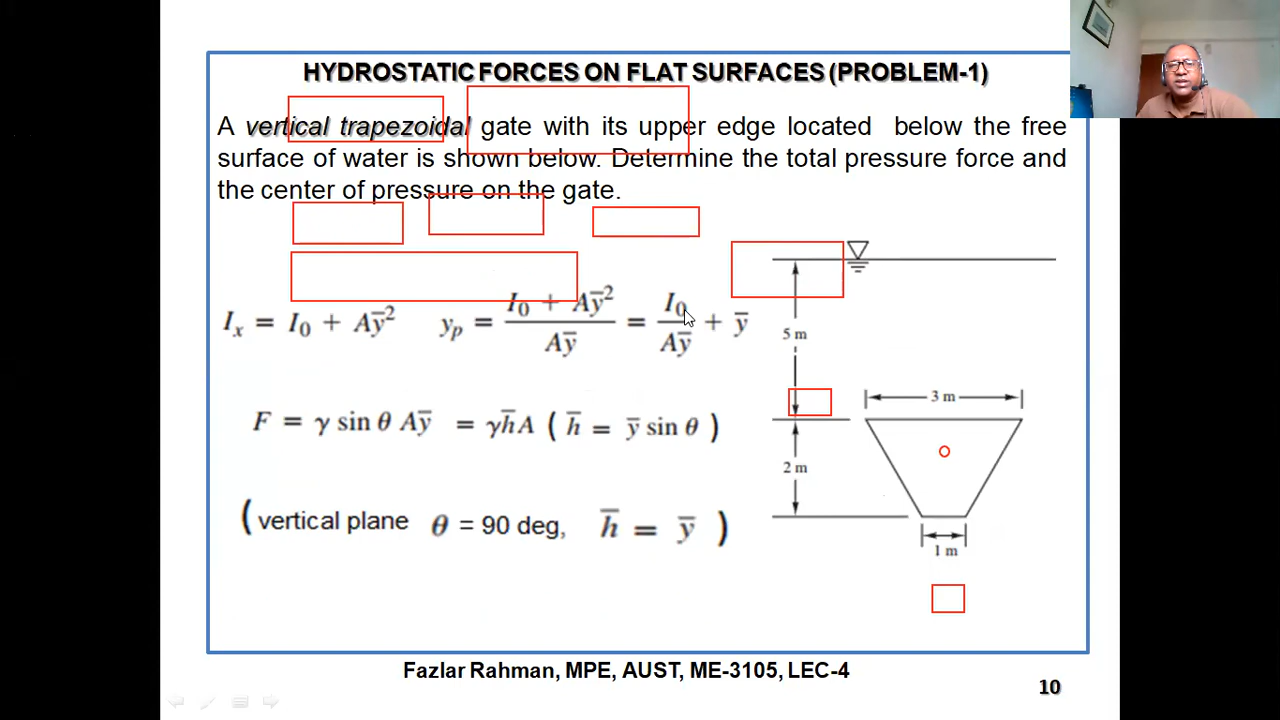 HYDROSTATIC FORCES ON FLAT SURFACES (PROBLEM-1)
A vertical trapezoidal gate with its upper edge located below the free
surface of water is shown below. Determine the total pressure force and
the center of pressure on the gate.
Iₓ = I₀ + Aȳ² yₚ = (I₀ + Aȳ²) / (Aȳ) = I₀ / (Aȳ) + ȳ
5 m
3 m
F = γ sin θ Aȳ = γh̄A ( h̄ = ȳ sin θ )
2 m
( vertical plane θ = 90 deg, h̄ = ȳ )
1 m
Fazlar Rahman, MPE, AUST, ME-3105, LEC-4
10